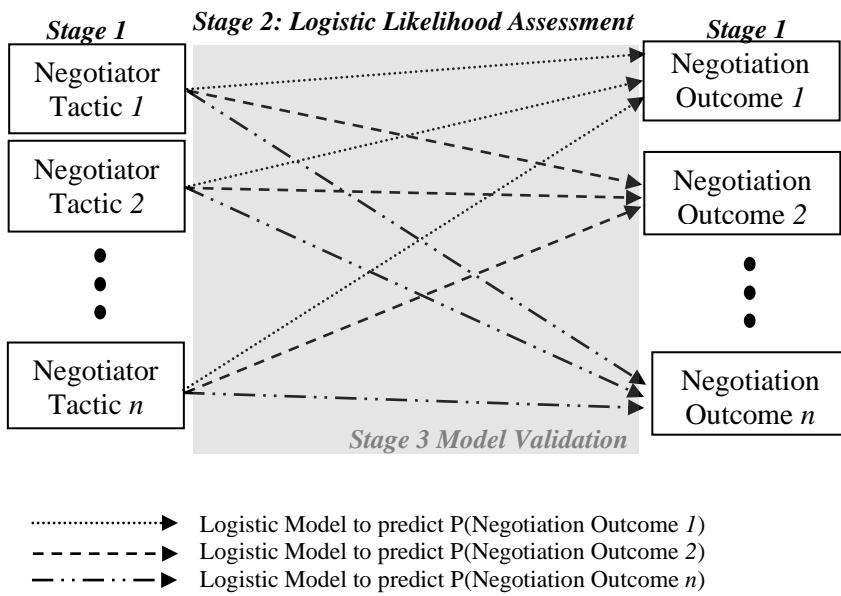 Stage 1
Stage 2: Logistic Likelihood Assessment
Stage 1
Negotiator
Tactic 1
Negotiation
Outcome 1
Negotiator
Tactic 2
Negotiation
Outcome 2
Negotiator
Tactic n
Negotiation
Outcome n
Stage 3 Model Validation
Logistic Model to predict P(Negotiation Outcome 1)
Logistic Model to predict P(Negotiation Outcome 2)
Logistic Model to predict P(Negotiation Outcome n)